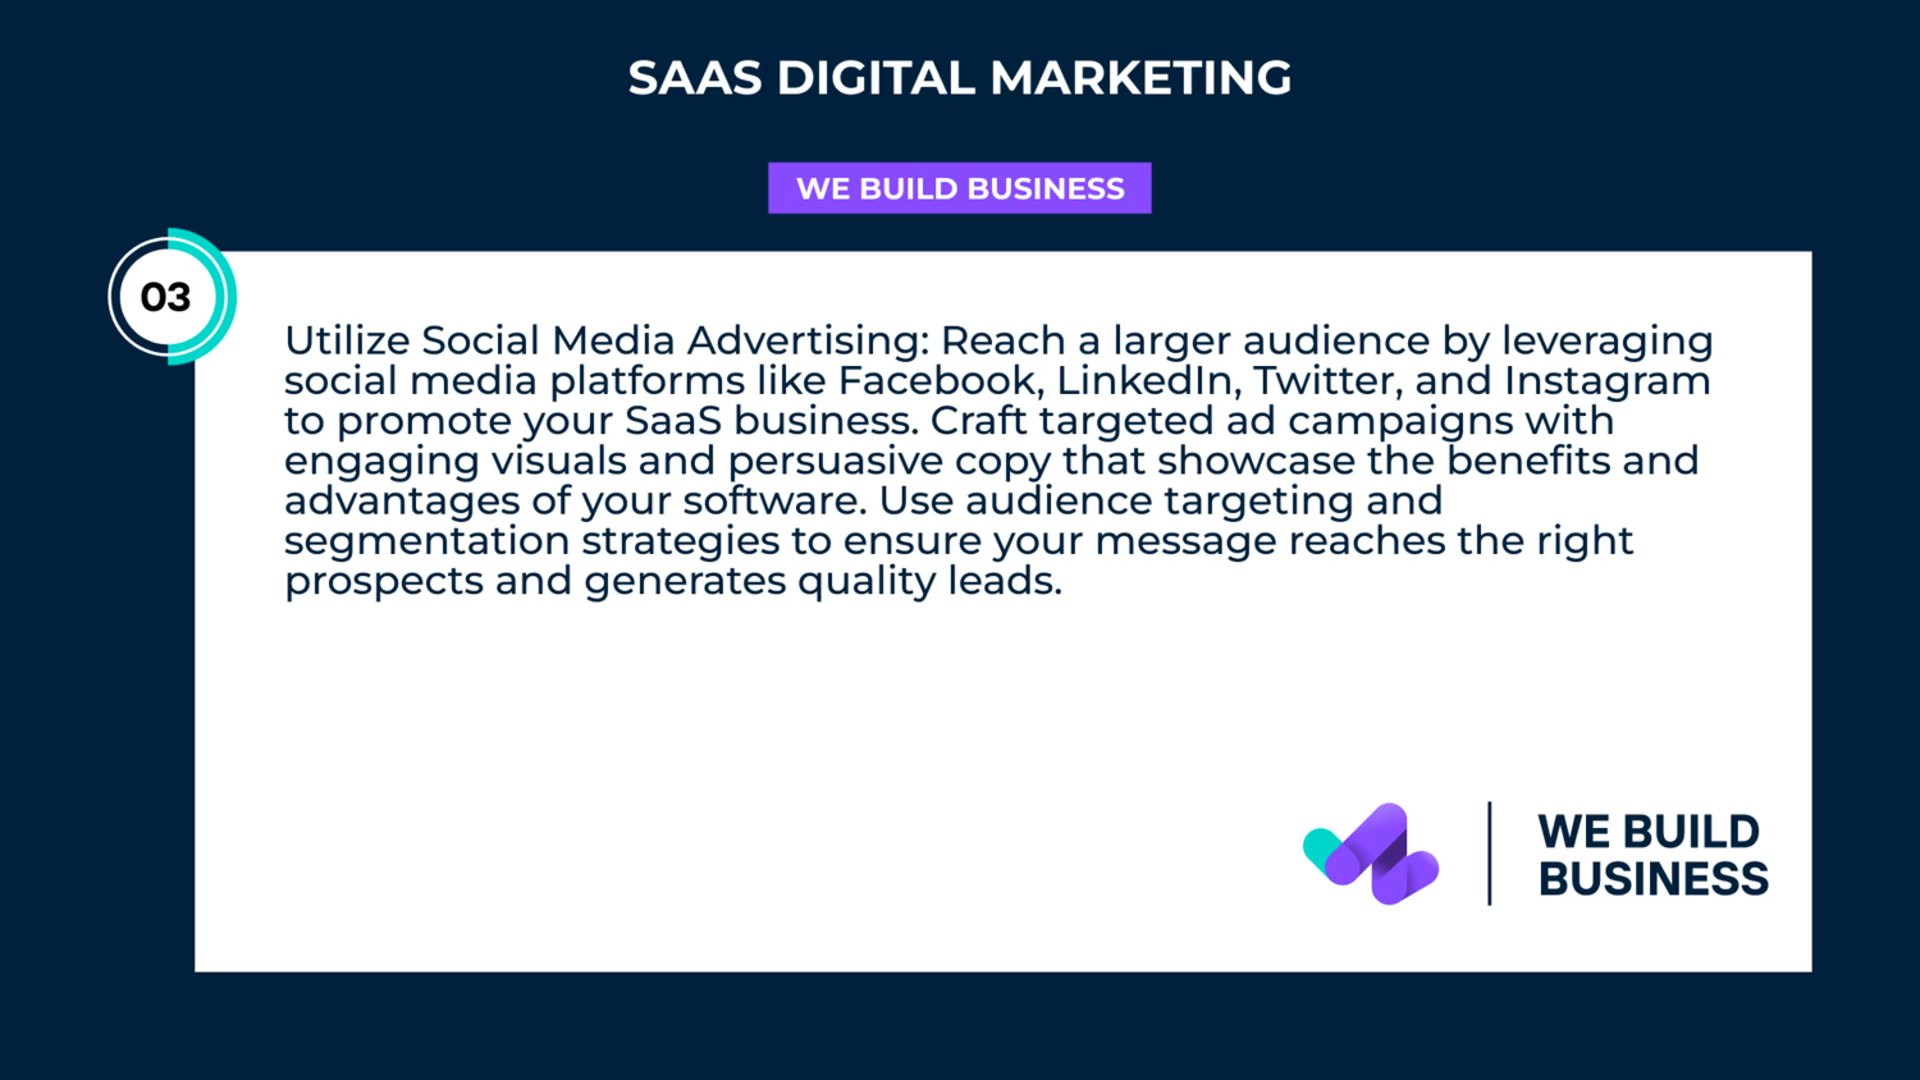 SAAS DIGITAL MARKETING
WE BUILD BUSINESS
03
Utilize Social Media Advertising: Reach a larger audience by leveraging
social media platforms like Facebook, LinkedIn, Twitter, and Instagram
to promote your SaaS business. Craft targeted ad campaigns with
engaging visuals and persuasive copy that showcase the benefits and
advantages of your software. Use audience targeting and
segmentation strategies to ensure your message reaches the right
prospects and generates quality leads.
WE BUILD
BUSINESS